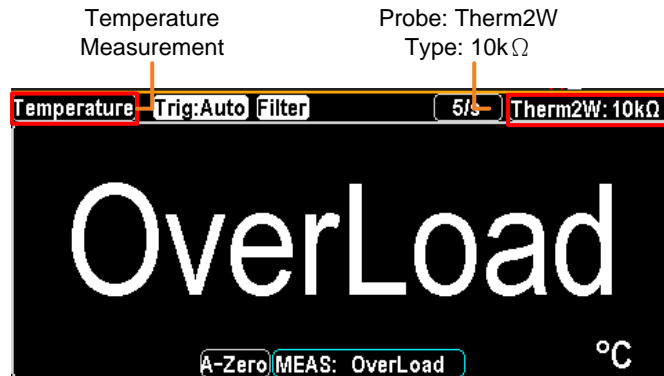 Temperature Measurement
Probe: Therm2W
Type: 10kΩ
Temperature Trig:Auto Filter 5/s Therm2W:10kΩ
OverLoad
°C
A-Zero MEAS: OverLoad